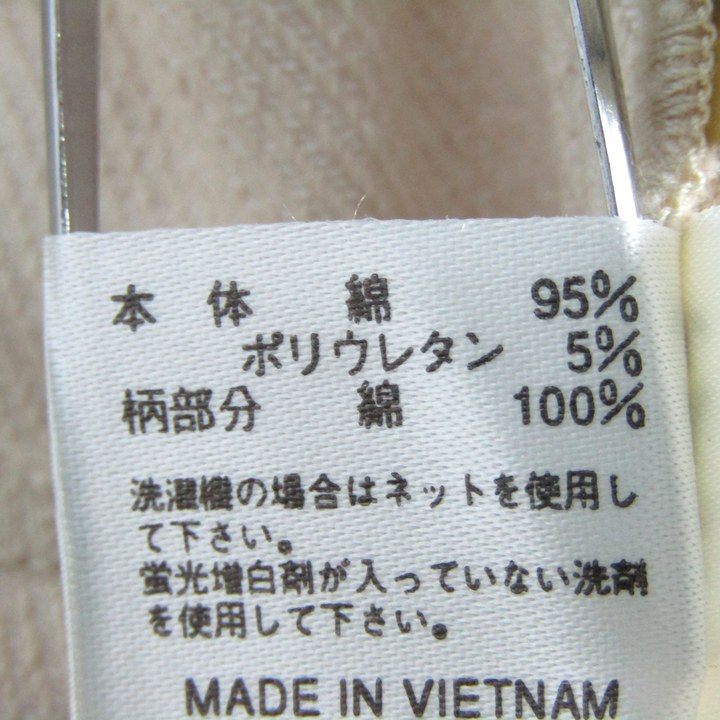 本 体 綿 95%
ポリウレタン 5%
柄部分 綿 100%
洗濯機の場合はネットを使用し
て下さい。
蛍光増白剤が入っていない洗剤
を使用して下さい。
MADE IN VIETNAM